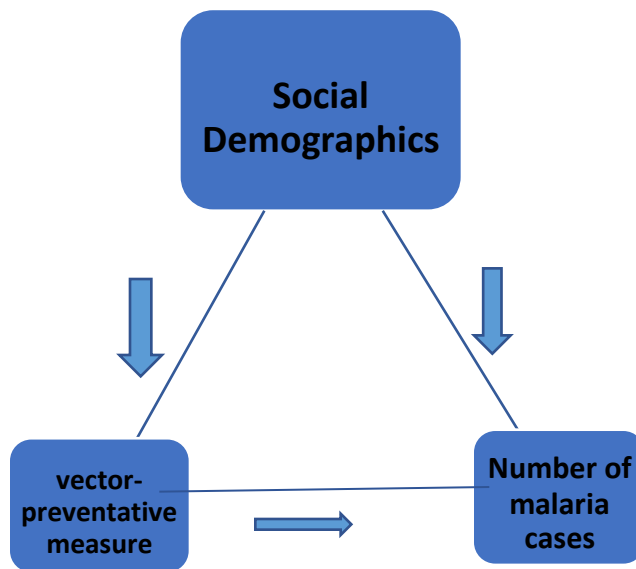 Social
Demographics
vector-
preventative
measure
Number of
malaria
cases